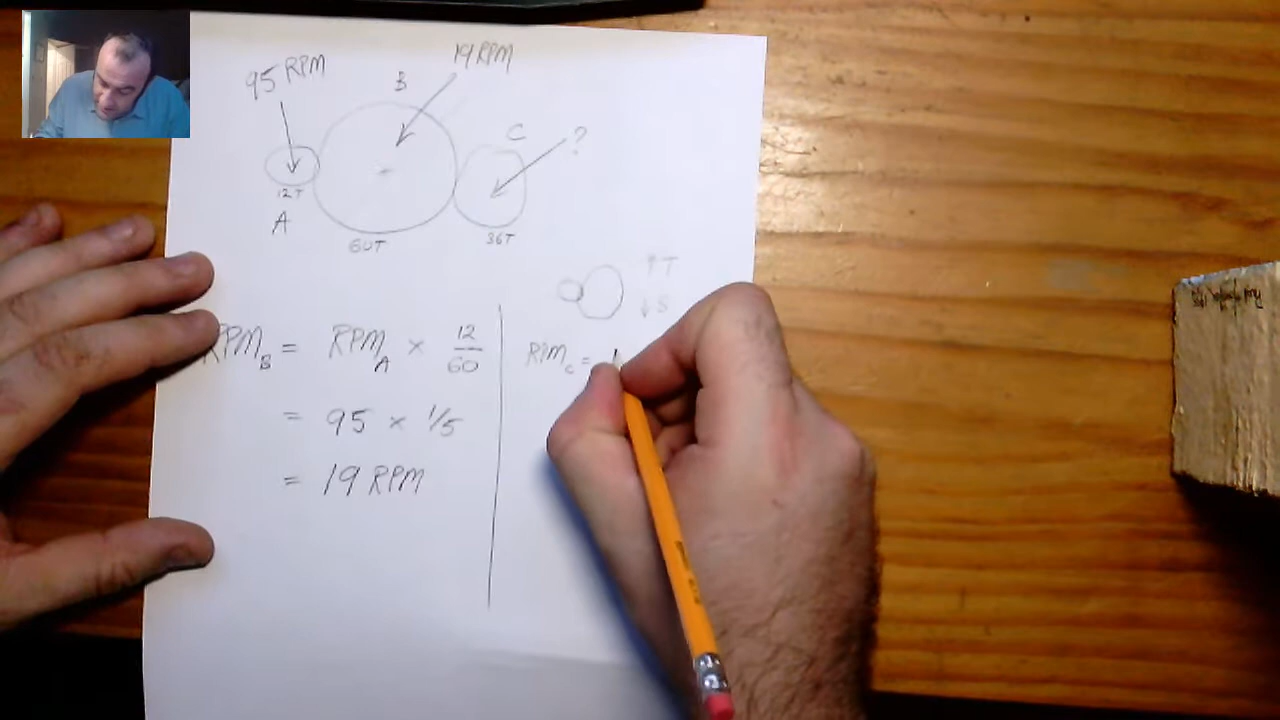 95 RPM
19 RPM
B
C
?
12T
A
60T
36T
↑T
↓S
RPM_B = RPM_A × 12/60
= 95 × 1/5
= 19 RPM
RPM_C =